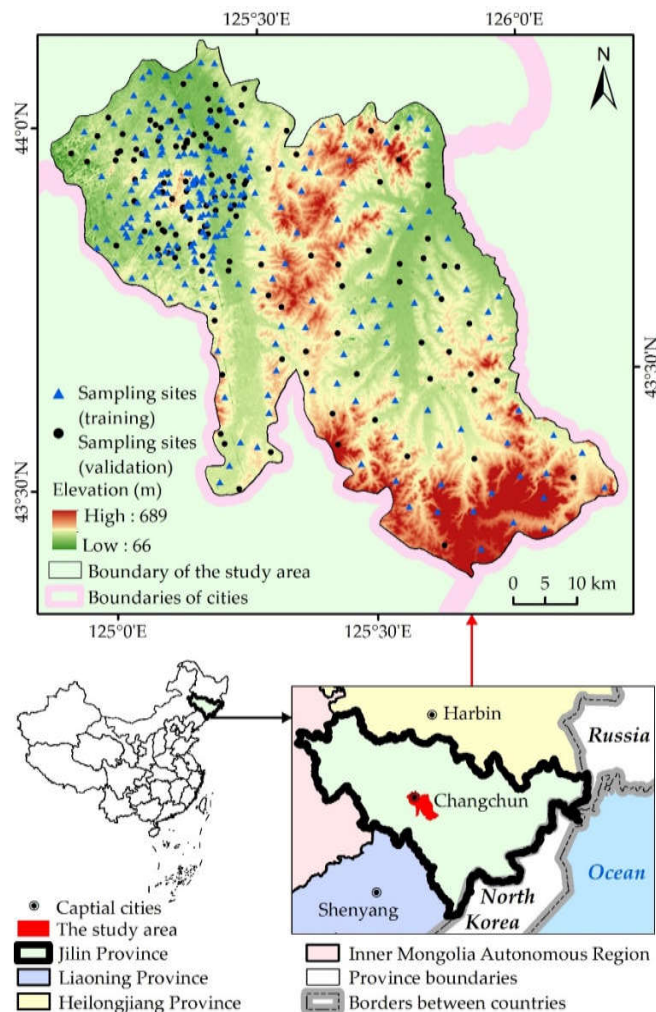 125°30'E
126°0'E
N
44°0'N
43°30'N
Sampling sites
(training)
Sampling sites
(validation)
Elevation (m)
High : 689
Low : 66
Boundary of the study area
Boundaries of cities
43°30'N
0 5 10 km
125°0'E
125°30'E
Harbin
Russia
Changchun
Ocean
North
Korea
Shenyang
Captial cities
The study area
Jilin Province
Liaoning Province
Heilongjiang Province
Inner Mongolia Autonomous Region
Province boundaries
Borders between countries